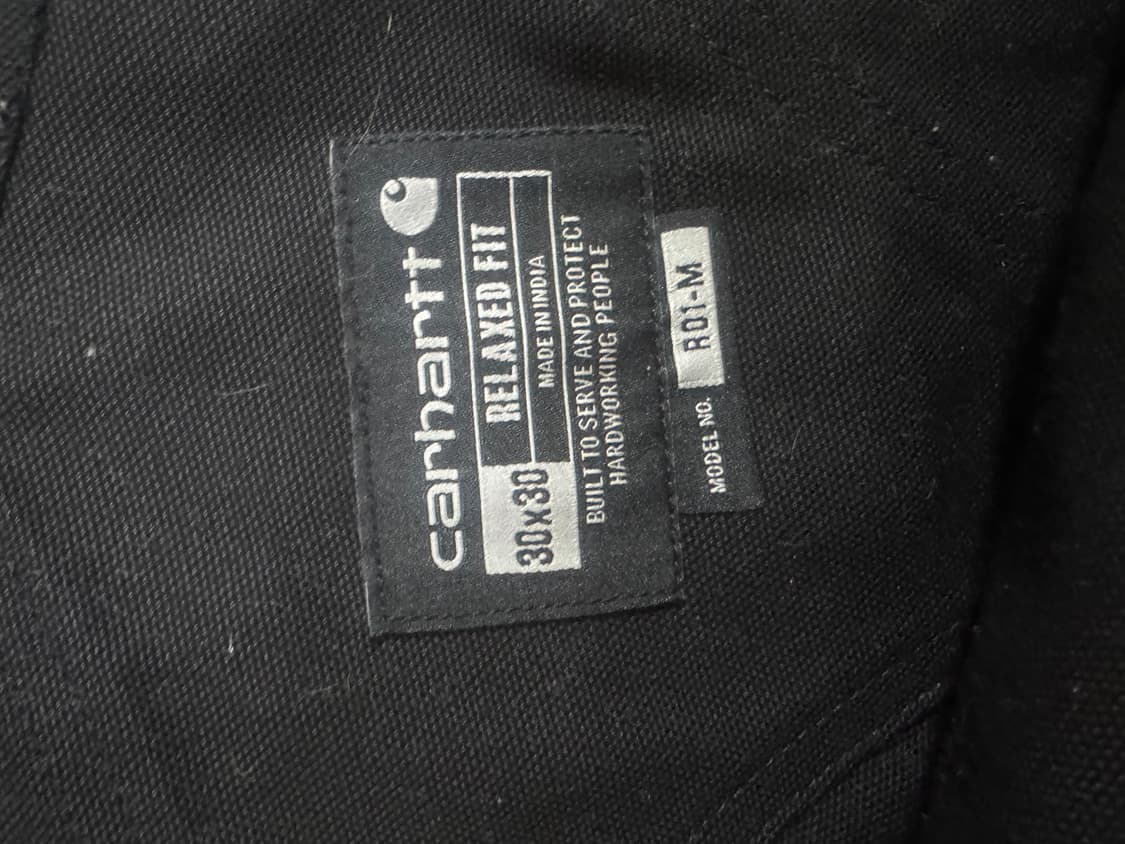 carhartt
30x30
RELAXED FIT
MADE IN INDIA
BUILT TO SERVE AND PROTECT
HARDWORKING PEOPLE
MODEL NO. R01-M